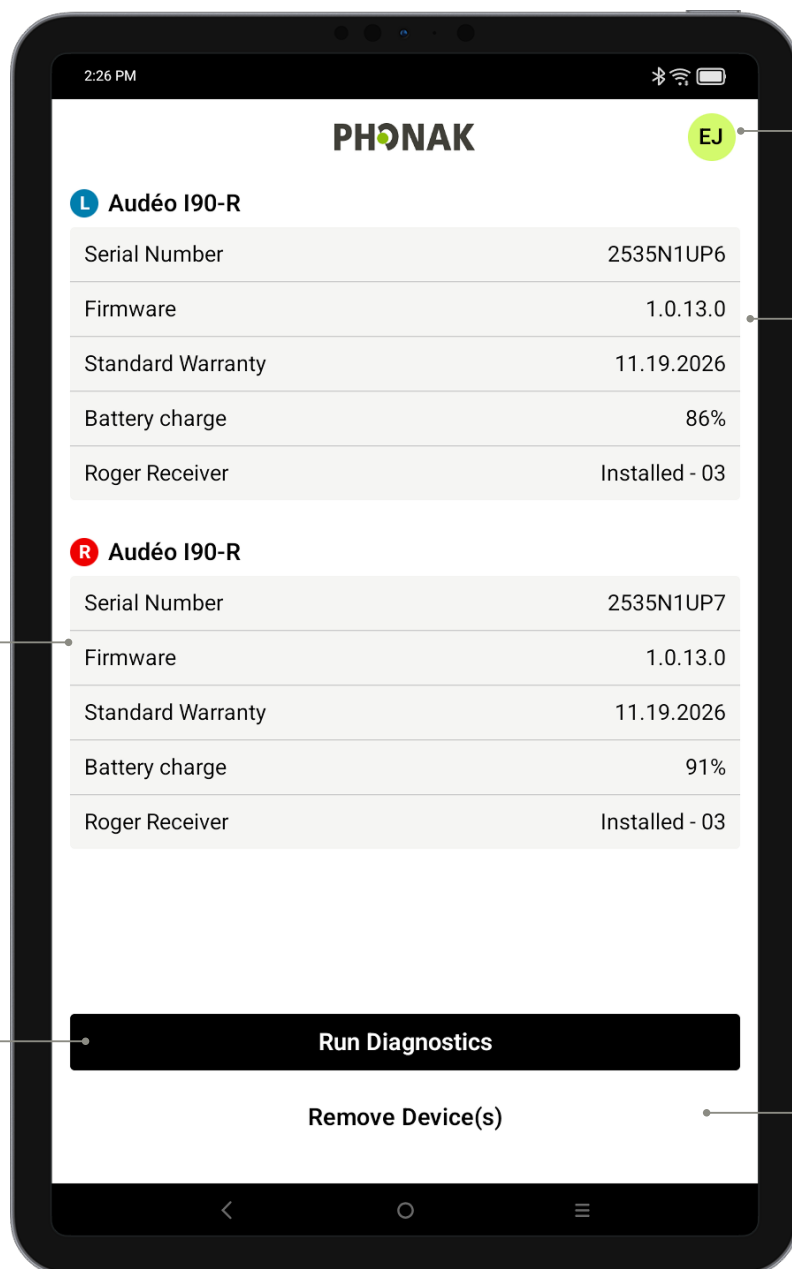 2:26 PM
PHONAK
EJ
L Audéo I90-R
Serial Number 2535N1UP6
Firmware 1.0.13.0
Standard Warranty 11.19.2026
Battery charge 86%
Roger Receiver Installed - 03
R Audéo I90-R
Serial Number 2535N1UP7
Firmware 1.0.13.0
Standard Warranty 11.19.2026
Battery charge 91%
Roger Receiver Installed - 03
Run Diagnostics
Remove Device(s)